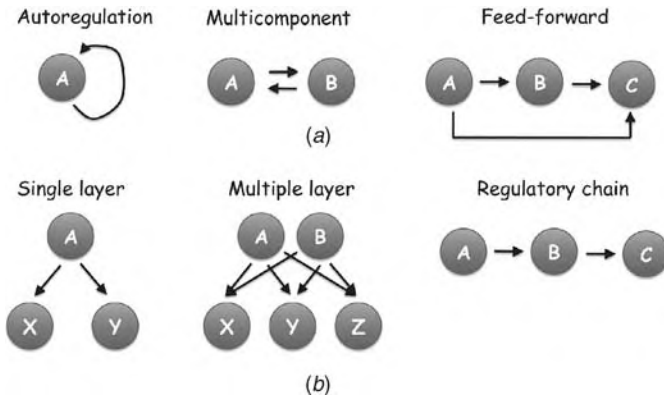 Autoregulation Multicomponent Feed-forward
A A B A B C
(a)
Single layer Multiple layer Regulatory chain
A A B A B C
X Y X Y Z
(b)